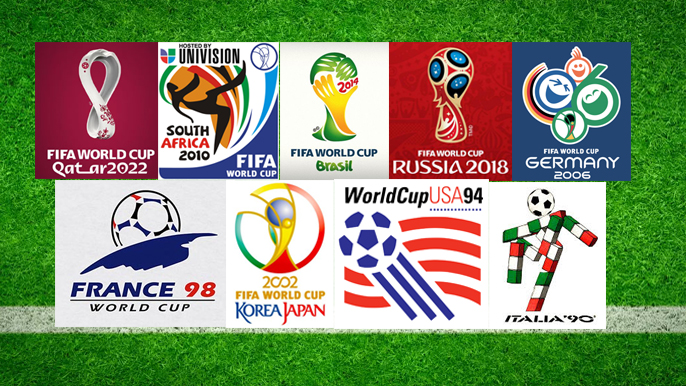 FIFA WORLD CUP
Qatar2022
HOSTED BY
UNIVISION
SOUTH
AFRICA
2010
FIFA
WORLD CUP
2014
FIFA WORLD CUP
Brasil
FIFA WORLD CUP
RUSSIA 2018
FIFA WORLD CUP
GERMANY
2006
FRANCE 98
WORLD CUP
2002
FIFA WORLD CUP
KOREA JAPAN
WorldCupUSA94
ITALIA'90